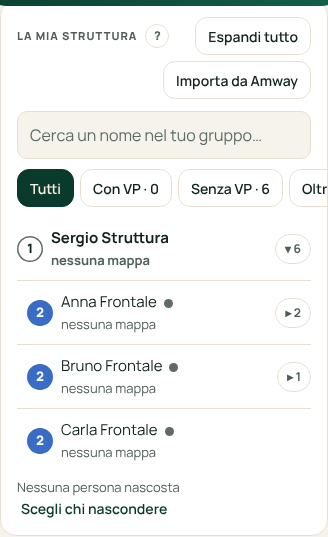 LA MIA STRUTTURA ? Espandi tutto
Importa da Amway
Cerca un nome nel tuo gruppo…
Tutti Con VP · 0 Senza VP · 6 Oltr
1 Sergio Struttura ▾ 6
nessuna mappa
2 Anna Frontale ▸ 2
nessuna mappa
2 Bruno Frontale ▸ 1
nessuna mappa
2 Carla Frontale
nessuna mappa
Nessuna persona nascosta
Scegli chi nascondere